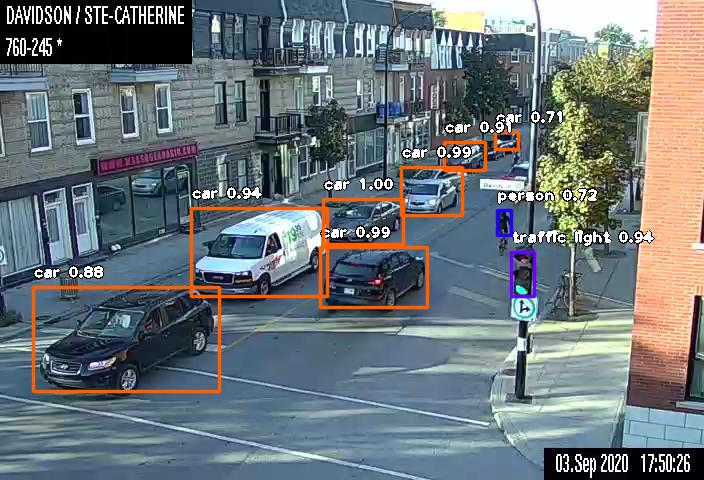 DAVIDSON / STE-CATHERINE
760-245 *
car 0.71
car 0.91
car 0.99
car 1.00
car 0.94
person 0.72
car 0.99
traffic light 0.94
car 0.88
03.Sep 2020 17:50:26